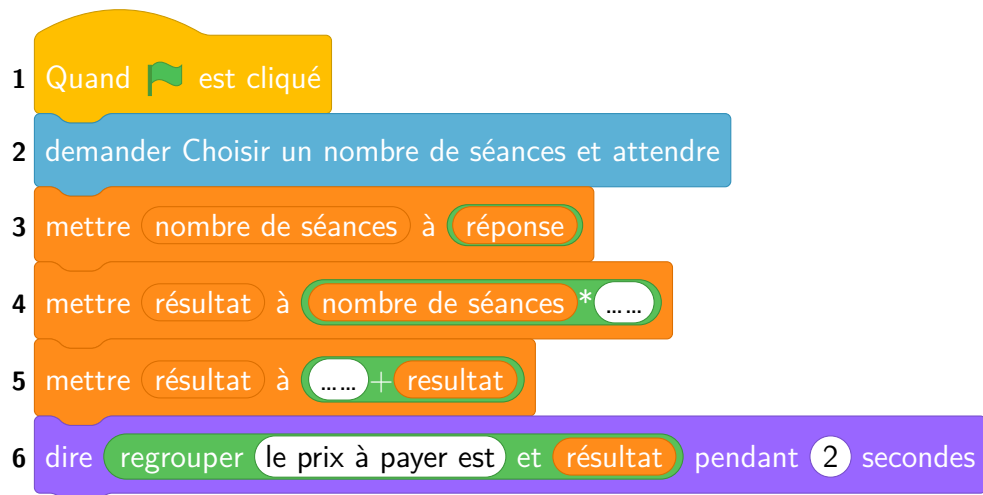 1 Quand est cliqué
2 demander Choisir un nombre de séances et attendre
3 mettre nombre de séances à réponse
4 mettre résultat à nombre de séances * ... ...
5 mettre résultat à ... ... + resultat
6 dire regrouper le prix à payer est et résultat pendant 2 secondes